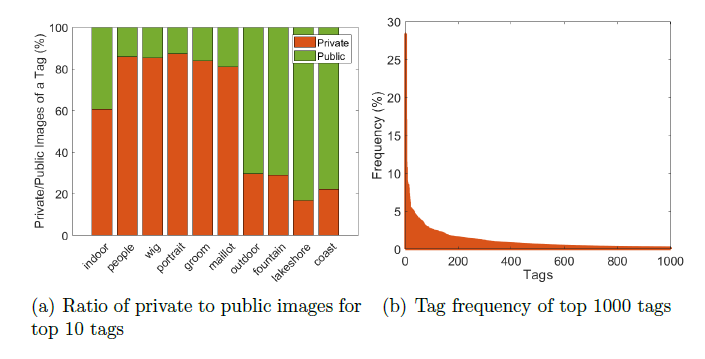 Private/Public Images of a Tag (%)
100
80
60
40
20
0
Private
Public
indoor
people
wig
portrait
groom
maillot
outdoor
fountain
lakeshore
coast
(a) Ratio of private to public images for
top 10 tags
Frequency (%)
30
25
20
15
10
5
0
0
200
400
600
800
1000
Tags
(b) Tag frequency of top 1000 tags